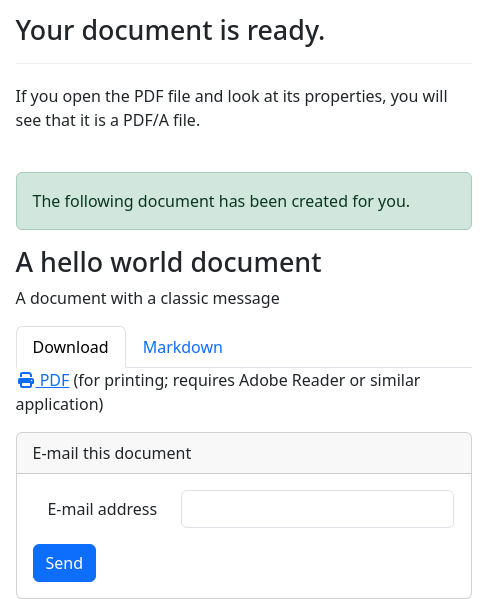 Your document is ready.
If you open the PDF file and look at its properties, you will
see that it is a PDF/A file.
The following document has been created for you.
A hello world document
A document with a classic message
Download Markdown
PDF (for printing; requires Adobe Reader or similar
application)
E-mail this document
E-mail address
Send